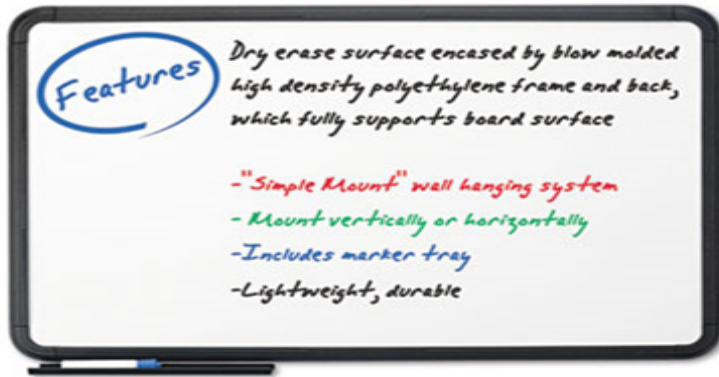 Features
Dry erase surface encased by blow molded
high density polyethylene frame and back,
which fully supports board surface
-"Simple Mount" wall hanging system
- Mount vertically or horizontally
-Includes marker tray
-Lightweight, durable